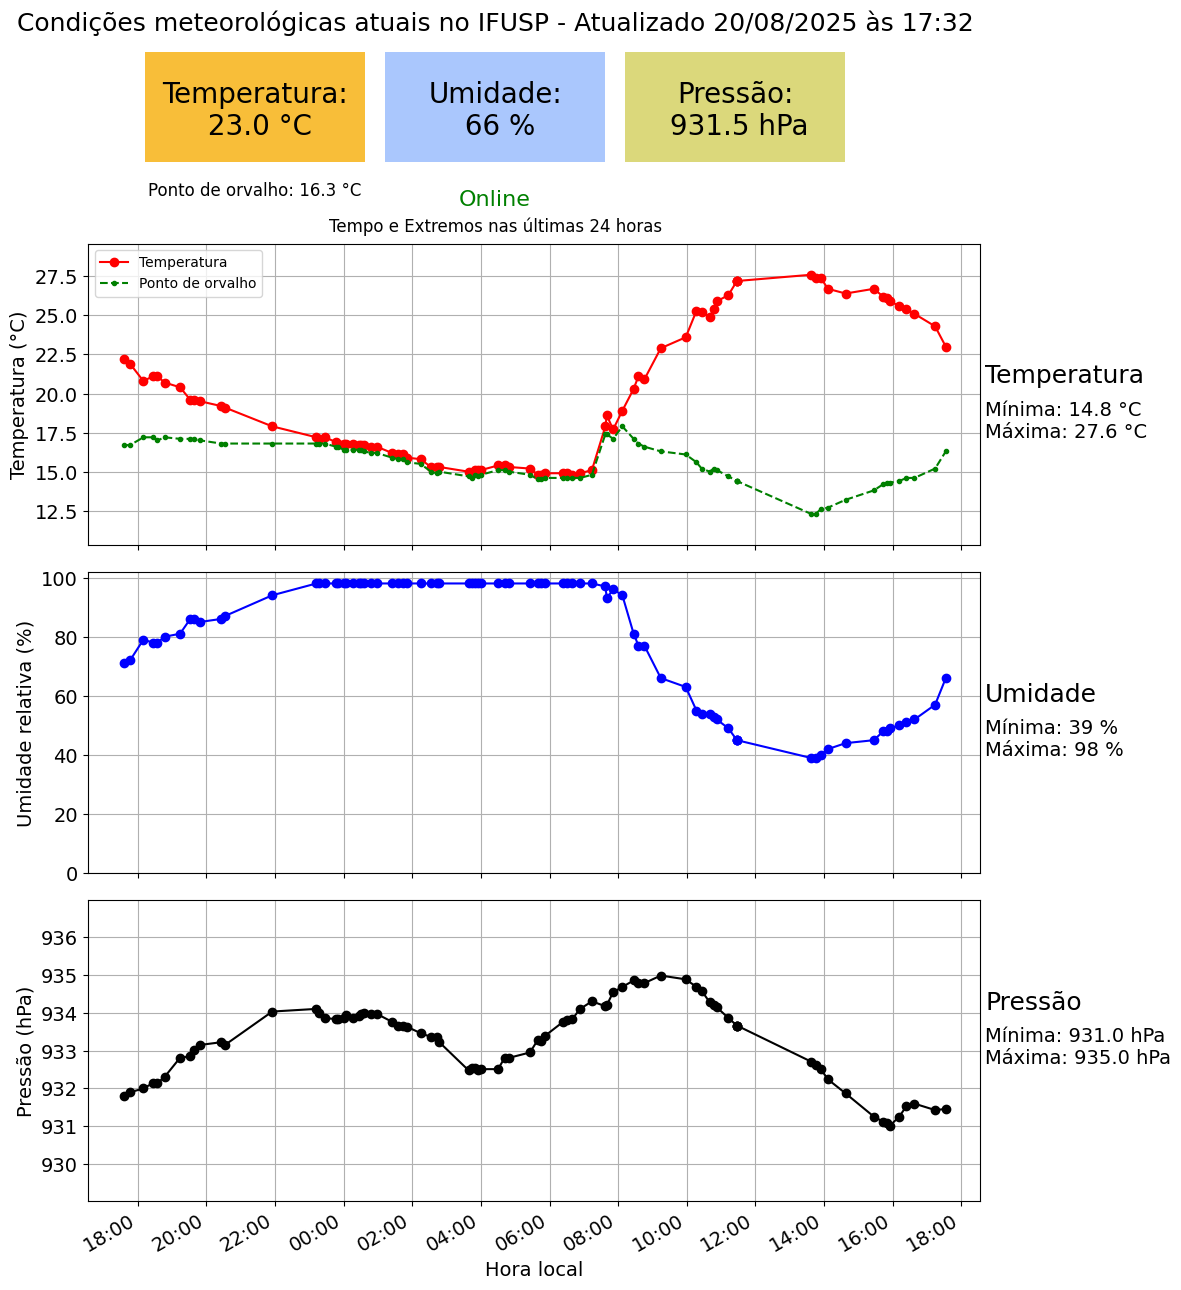 Condições meteorológicas atuais no IFUSP - Atualizado 20/08/2025 às 17:32
Temperatura:
23.0 °C
Umidade:
66 %
Pressão:
931.5 hPa
Ponto de orvalho: 16.3 °C
Online
Tempo e Extremos nas últimas 24 horas
Temperatura
Ponto de orvalho
Temperatura (°C)
27.5
25.0
22.5
20.0
17.5
15.0
12.5
Temperatura
Mínima: 14.8 °C
Máxima: 27.6 °C
Umidade relativa (%)
100
80
60
40
20
0
Umidade
Mínima: 39 %
Máxima: 98 %
Pressão (hPa)
936
935
934
933
932
931
930
Pressão
Mínima: 931.0 hPa
Máxima: 935.0 hPa
18:00 20:00 22:00 00:00 02:00 04:00 06:00 08:00 10:00 12:00 14:00 16:00 18:00
Hora local